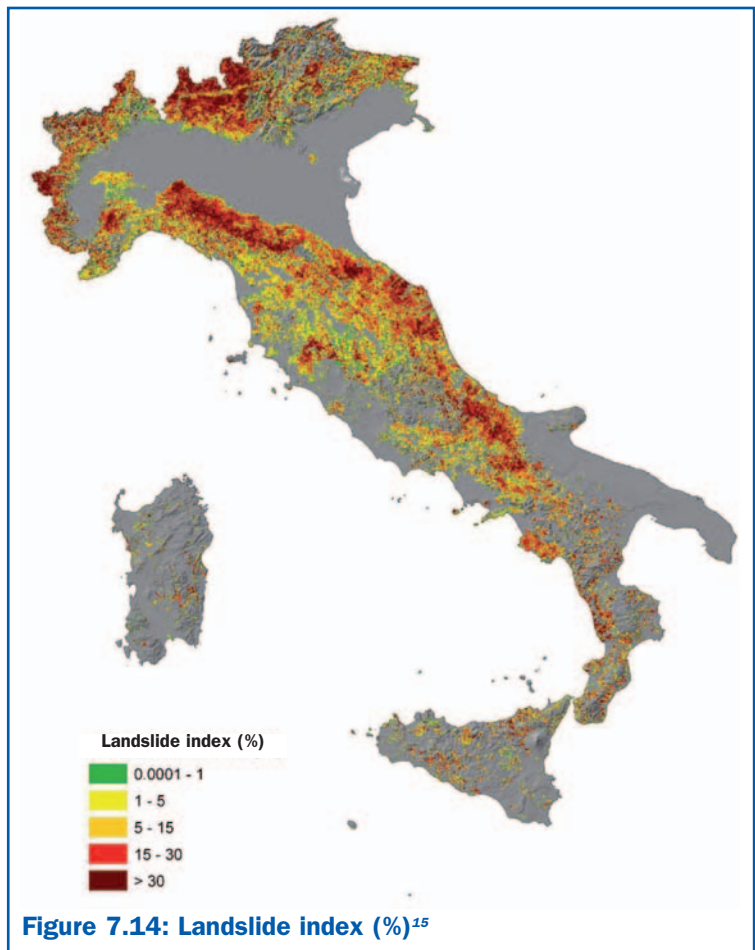 Landslide index (%)
0.0001 - 1
1 - 5
5 - 15
15 - 30
> 30
Figure 7.14: Landslide index (%)¹⁵